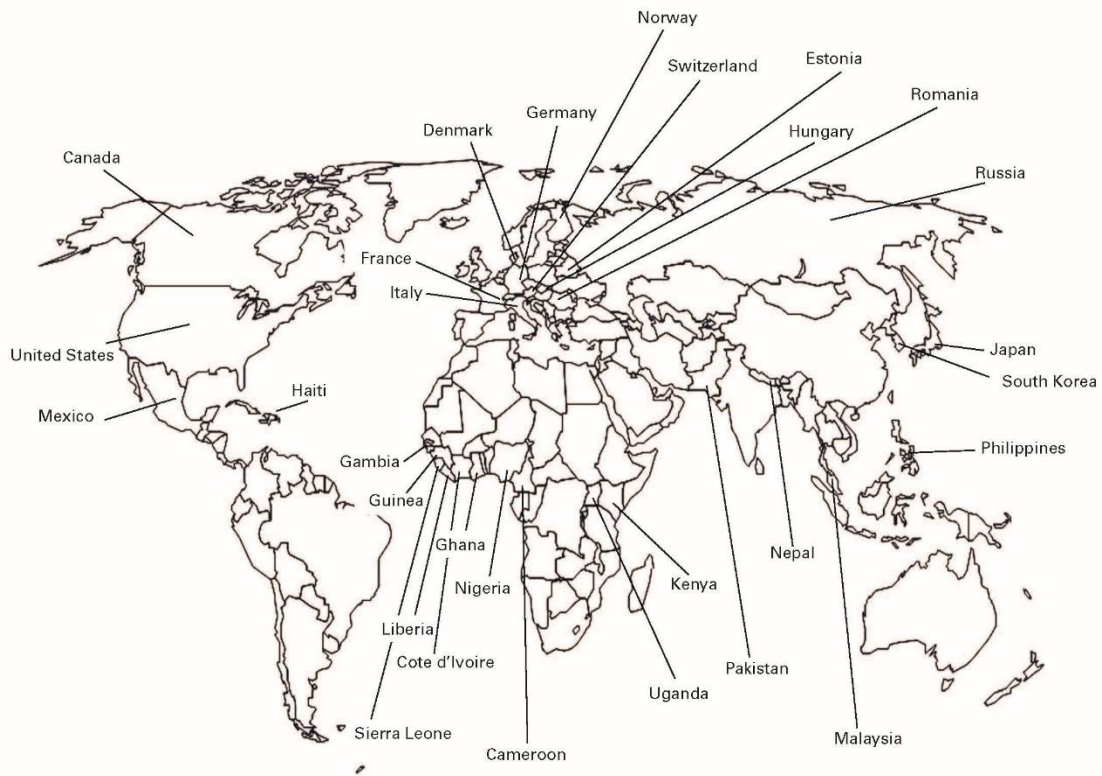 Norway
Switzerland
Estonia
Romania
Germany
Denmark
Hungary
Canada
Russia
France
Italy
United States
Japan
South Korea
Haiti
Mexico
Philippines
Gambia
Guinea
Ghana
Nepal
Nigeria
Kenya
Liberia
Cote d'Ivoire
Pakistan
Uganda
Sierra Leone
Malaysia
Cameroon